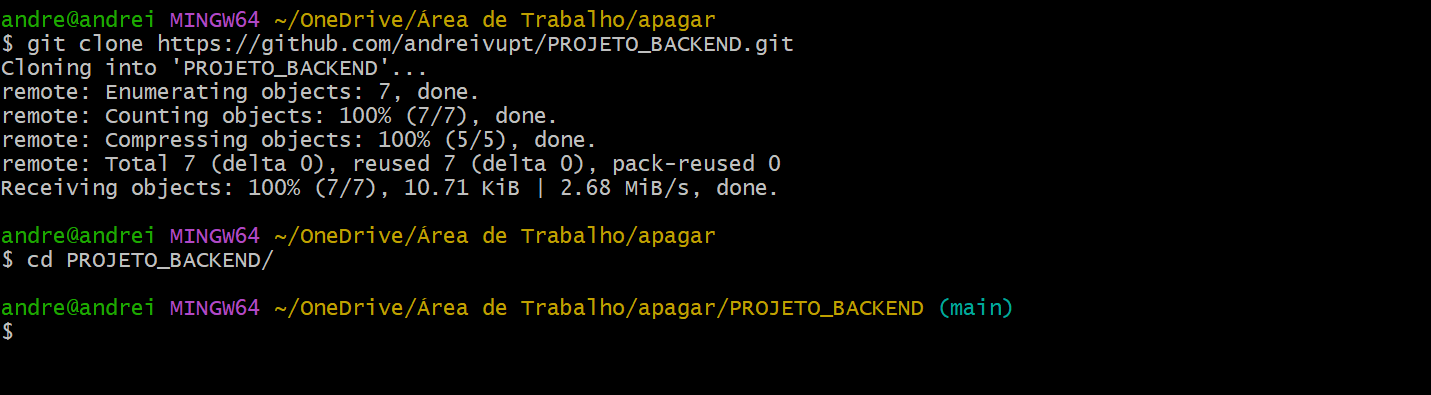 andre@andrei MINGW64 ~/OneDrive/Área de Trabalho/apagar
$ git clone https://github.com/andreivupt/PROJETO_BACKEND.git
Cloning into 'PROJETO_BACKEND'...
remote: Enumerating objects: 7, done.
remote: Counting objects: 100% (7/7), done.
remote: Compressing objects: 100% (5/5), done.
remote: Total 7 (delta 0), reused 7 (delta 0), pack-reused 0
Receiving objects: 100% (7/7), 10.71 KiB | 2.68 MiB/s, done.
andre@andrei MINGW64 ~/OneDrive/Área de Trabalho/apagar
$ cd PROJETO_BACKEND/
andre@andrei MINGW64 ~/OneDrive/Área de Trabalho/apagar/PROJETO_BACKEND (main)
$